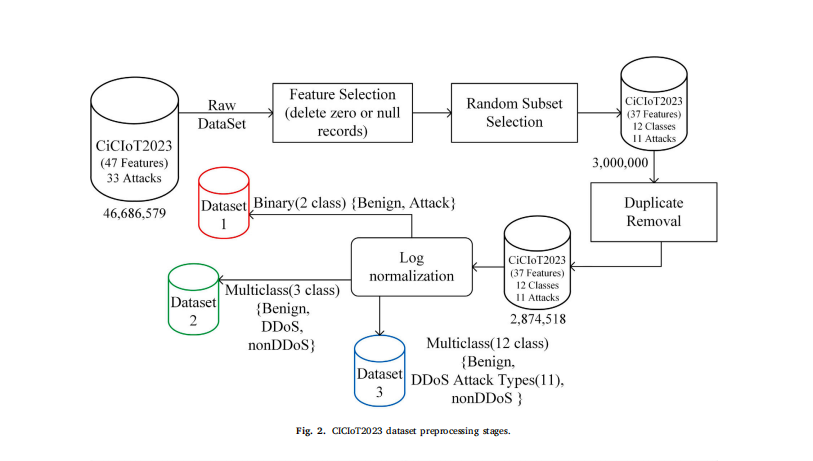 Raw
DataSet
CiCIoT2023
(47 Features)
33 Attacks
46,686,579
Feature Selection
(delete zero or null
records)
Random Subset
Selection
CiCIoT2023
(37 Features)
12 Classes
11 Attacks
3,000,000
Duplicate
Removal
CiCIoT2023
(37 Features)
12 Classes
11 Attacks
2,874,518
Log
normalization
Binary(2 class) {Benign, Attack}
Dataset
1
Multiclass(3 class)
{Benign,
DDoS,
nonDDoS}
Dataset
2
Multiclass(12 class)
{Benign,
DDoS Attack Types(11),
nonDDoS }
Dataset
3
Fig. 2. CICIoT2023 dataset preprocessing stages.